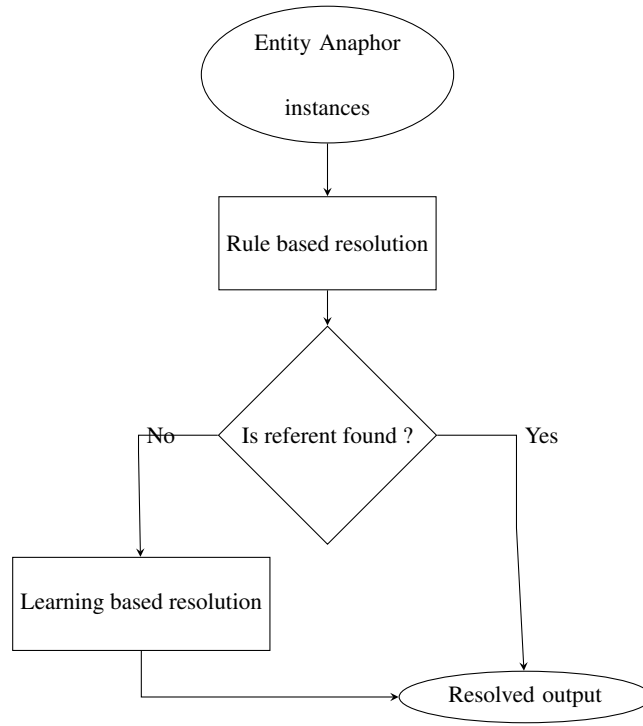 Entity Anaphor
instances
Rule based resolution
Is referent found ?
No
Yes
Learning based resolution
Resolved output